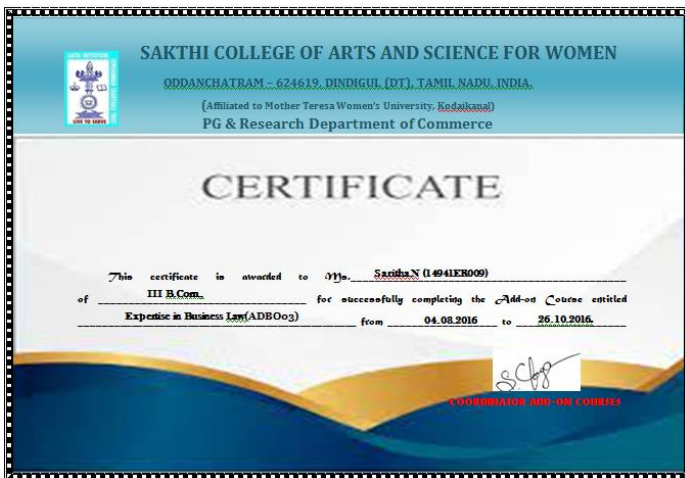 SAKTHI COLLEGE OF ARTS AND SCIENCE FOR WOMEN
ODDANCHATRAM – 624619, DINDIGUL (DT), TAMIL NADU, INDIA.
(Affiliated to Mother Teresa Women's University, Kodaikanal)
PG & Research Department of Commerce
LIVE TO SERVE
CERTIFICATE
This certificate is awarded to Ms. Saritha.N (14941ER009)
of III B.Com., for successfully completing the Add-on Course entitled
Expertise in Business Law(ADBO03) from 04.08.2016 to 26.10.2016.
COORDINATOR ADD-ON COURSES